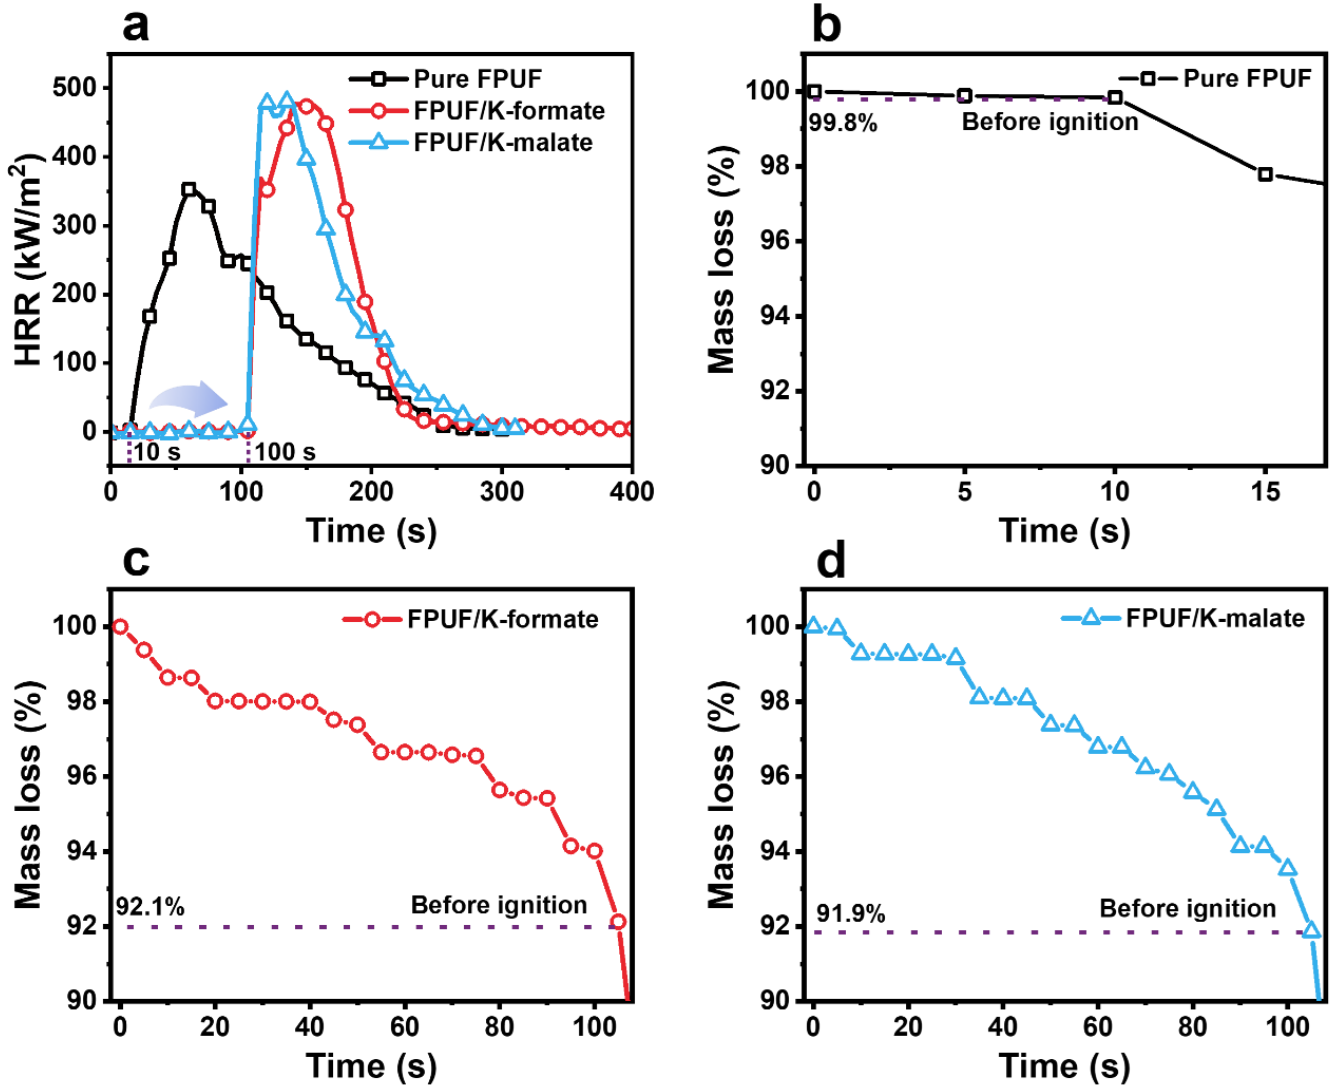 a
HRR (kW/m2)
500
400
300
200
100
0
Pure FPUF
FPUF/K-formate
FPUF/K-malate
10 s
100 s
0 100 200 300 400
Time (s)
b
Mass loss (%)
100
98
96
94
92
90
Pure FPUF
99.8%
Before ignition
0 5 10 15
Time (s)
c
Mass loss (%)
100
98
96
94
92
90
FPUF/K-formate
92.1%
Before ignition
0 20 40 60 80 100
Time (s)
d
Mass loss (%)
100
98
96
94
92
90
FPUF/K-malate
91.9%
Before ignition
0 20 40 60 80 100
Time (s)